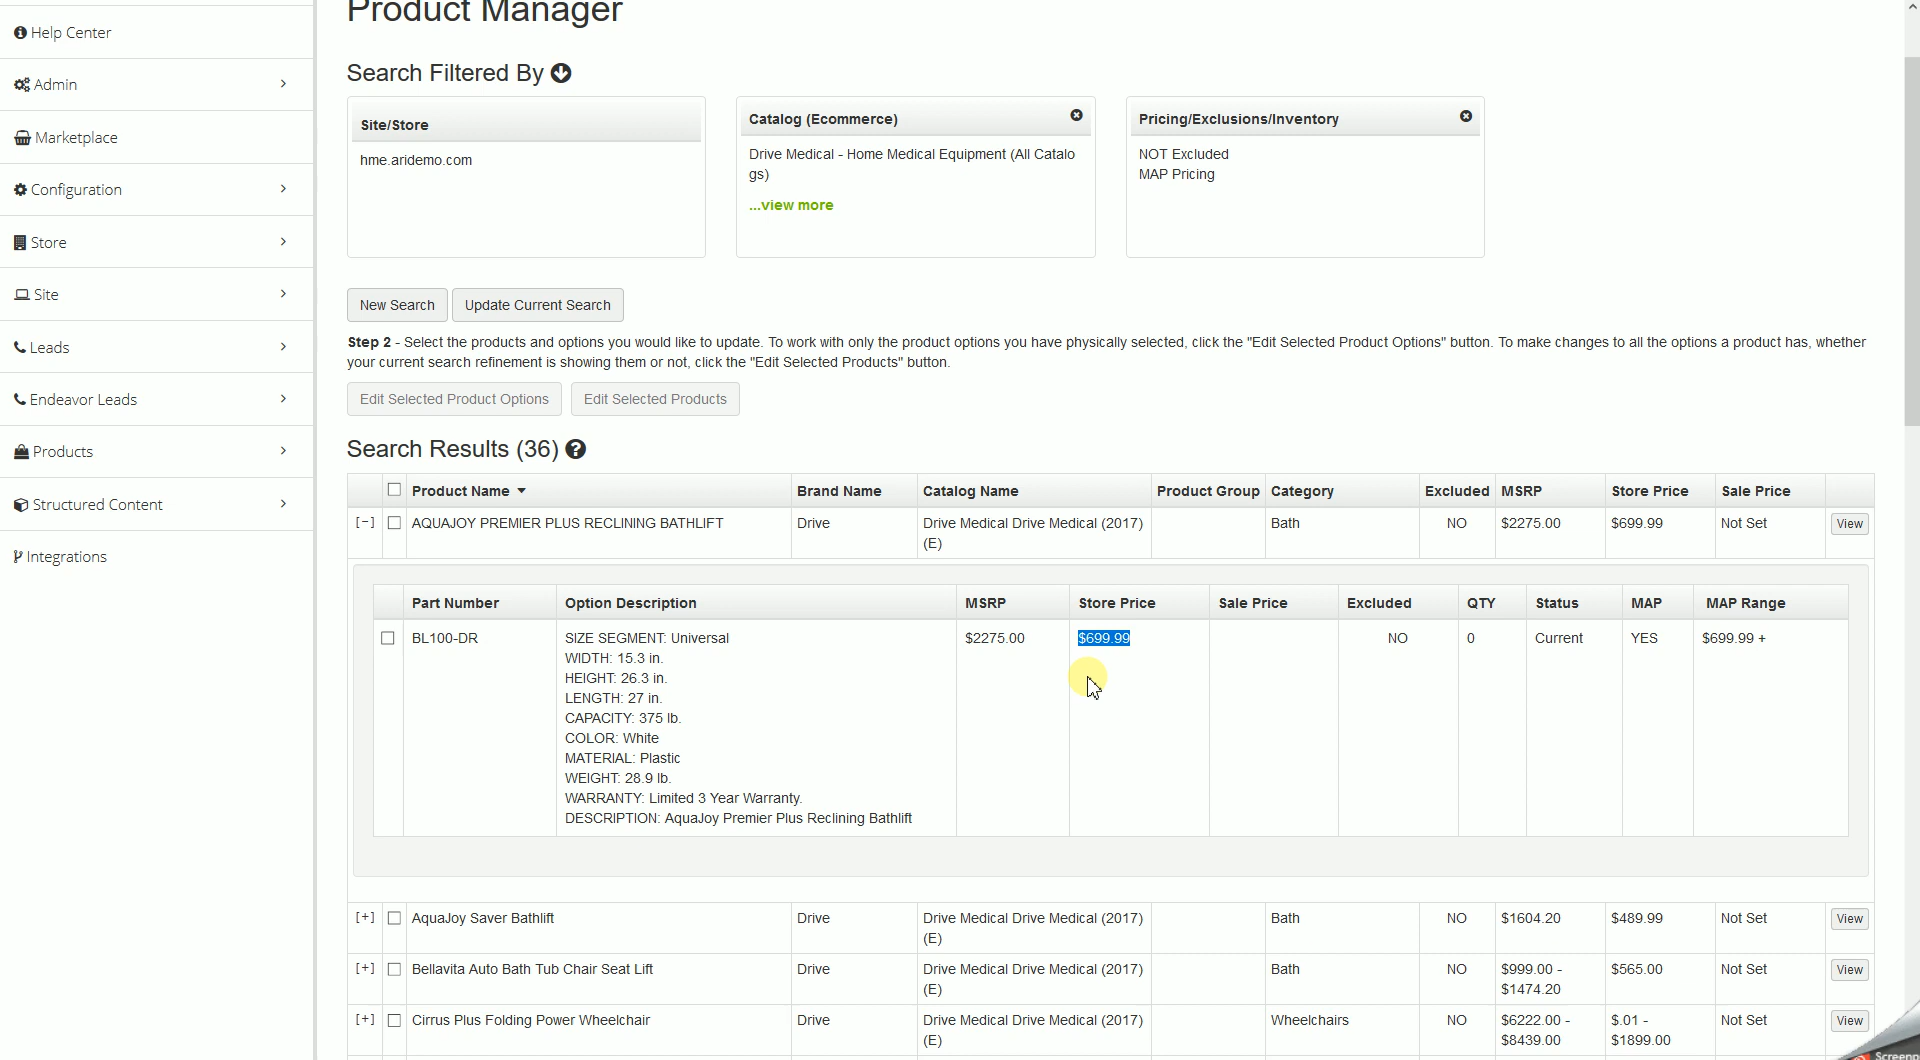 Product Manager
Help Center
Admin
Marketplace
Configuration
Store
Site
Leads
Endeavor Leads
Products
Structured Content
Integrations
Search Filtered By
Site/Store
hme.aridemo.com
Catalog (Ecommerce)
Drive Medical - Home Medical Equipment (All Catalo
gs)
...view more
Pricing/Exclusions/Inventory
NOT Excluded
MAP Pricing
New Search
Update Current Search
Step 2 - Select the products and options you would like to update. To work with only the product options you have physically selected, click the "Edit Selected Product Options" button. To make changes to all the options a product has, whether
your current search refinement is showing them or not, click the "Edit Selected Products" button.
Edit Selected Product Options
Edit Selected Products
Search Results (36)
Product Name Brand Name Catalog Name Product Group Category Excluded MSRP Store Price Sale Price
[-] AQUAJOY PREMIER PLUS RECLINING BATHLIFT Drive Drive Medical Drive Medical (2017) Bath NO $2275.00 $699.99 Not Set View
(E)
Part Number Option Description MSRP Store Price Sale Price Excluded QTY Status MAP MAP Range
BL100-DR SIZE SEGMENT: Universal $2275.00 $699.99 NO 0 Current YES $699.99 +
WIDTH: 15.3 in.
HEIGHT: 26.3 in.
LENGTH: 27 in.
CAPACITY: 375 lb.
COLOR: White
MATERIAL: Plastic
WEIGHT: 28.9 lb.
WARRANTY: Limited 3 Year Warranty.
DESCRIPTION: AquaJoy Premier Plus Reclining Bathlift
[+] AquaJoy Saver Bathlift Drive Drive Medical Drive Medical (2017) Bath NO $1604.20 $489.99 Not Set View
(E)
[+] Bellavita Auto Bath Tub Chair Seat Lift Drive Drive Medical Drive Medical (2017) Bath NO $999.00 - $565.00 Not Set View
(E) $1474.20
[+] Cirrus Plus Folding Power Wheelchair Drive Drive Medical Drive Medical (2017) Wheelchairs NO $6222.00 - $.01 - Not Set View
(E) $8439.00 $1899.00